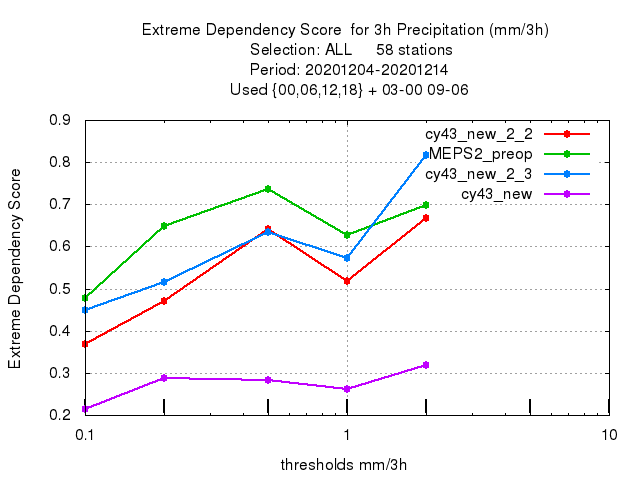 Extreme Dependency Score for 3h Precipitation (mm/3h)
Selection: ALL 58 stations
Period: 20201204-20201214
Used {00,06,12,18} + 03-00 09-06
Extreme Dependency Score
0.9
0.8
0.7
0.6
0.5
0.4
0.3
0.2
cy43_new_2_2
MEPS2_preop
cy43_new_2_3
cy43_new
0.1
1
10
thresholds mm/3h